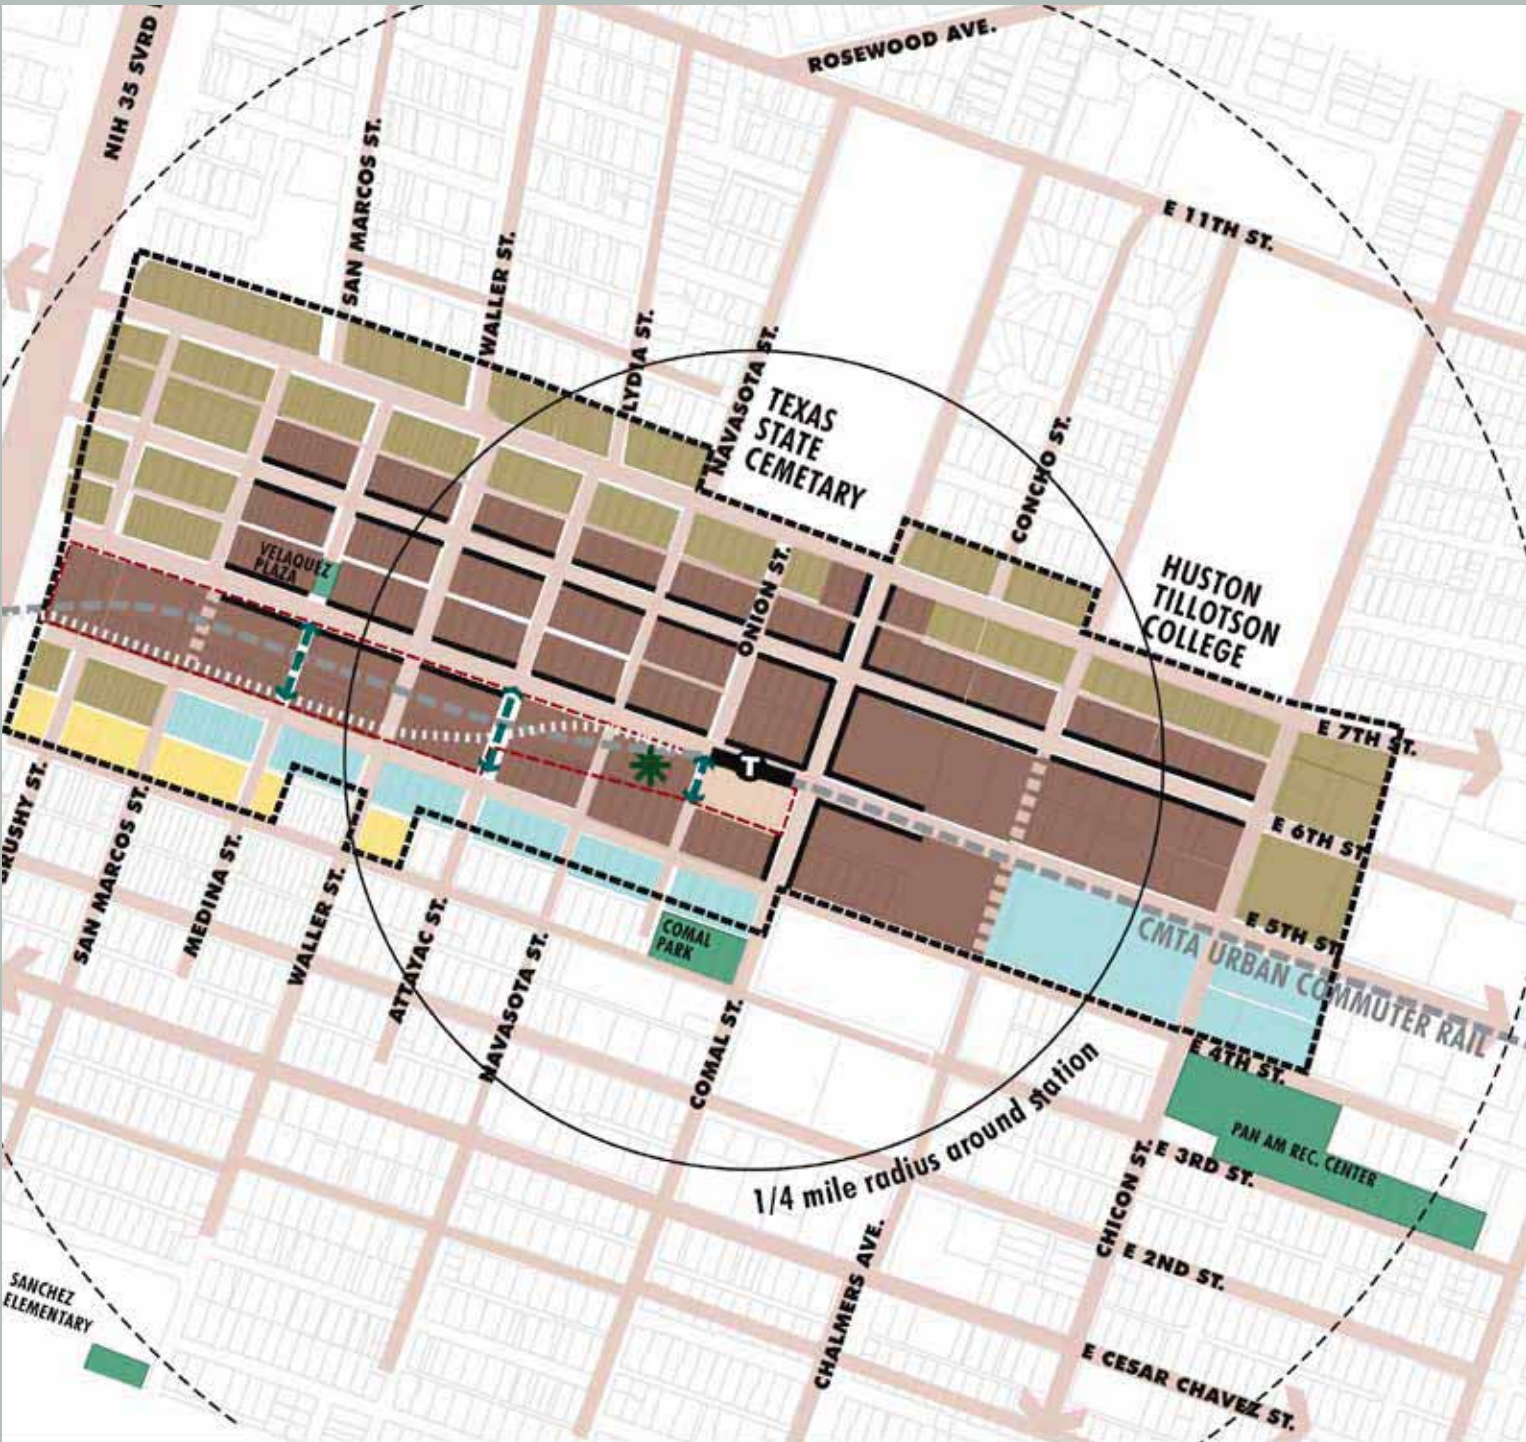 NIH 35 SVRD
ROSEWOOD AVE.
SAN MARCOS ST.
E 11TH ST.
WALLER ST.
LYDIA ST.
NAVASOTA ST.
TEXAS
STATE
CEMETARY
CONCHO ST.
HUSTON
TILLOTSON
COLLEGE
VELAQUEZ
PLAZA
ONION ST.
E 7TH ST.
T
E 6TH ST.
E 5TH ST.
CMTA URBAN COMMUTER RAIL
RUSHY ST.
SAN MARCOS ST.
MEDINA ST.
WALLER ST.
ATTAYAC ST.
NAVASOTA ST.
COMAL
PARK
COMAL ST.
E 4TH ST.
1/4 mile radius around station
PAN AM REC. CENTER
E 3RD ST.
CHICON ST.
E 2ND ST.
CHALMERS AVE.
SANCHEZ
ELEMENTARY
E CESAR CHAVEZ ST.